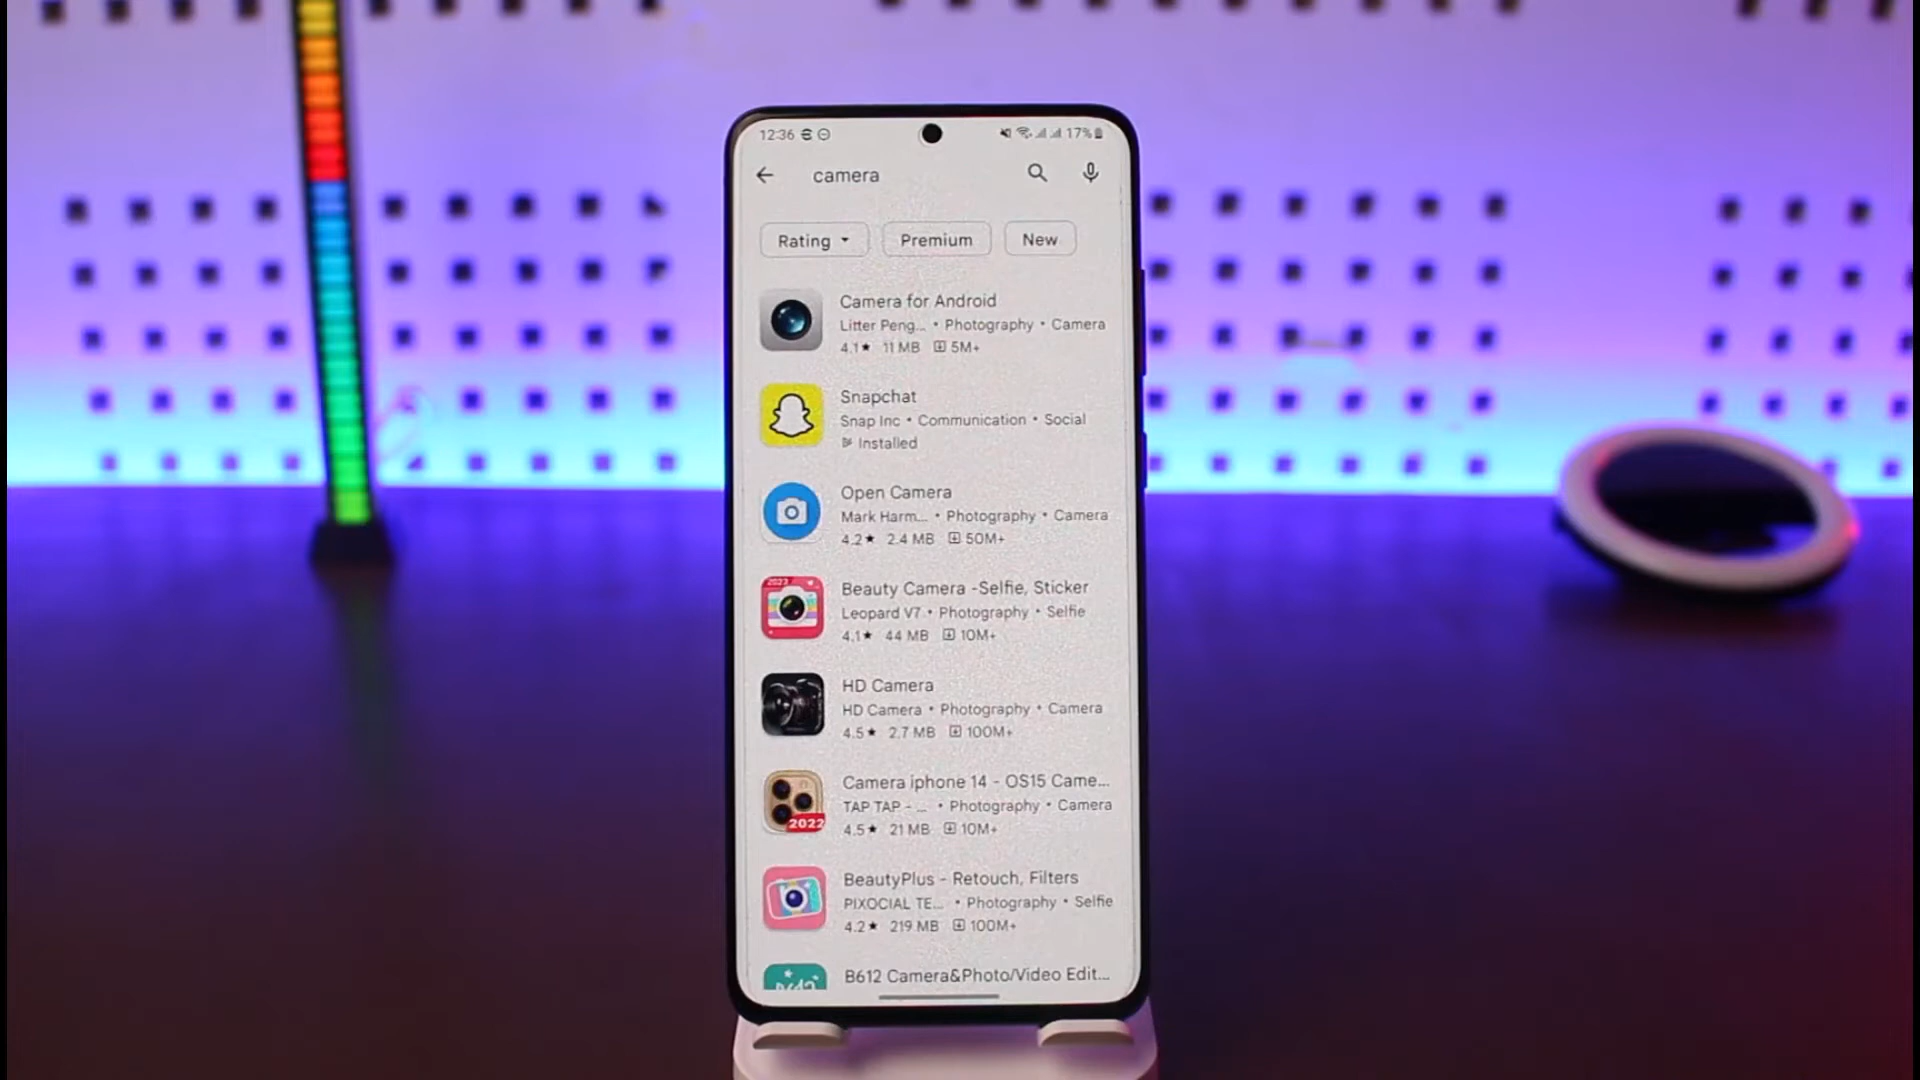 12:36 17%
camera
Rating Premium New
Camera for Android
Litter Peng... • Photography • Camera
4.1★ 11 MB 5M+
Snapchat
Snap Inc • Communication • Social
Installed
Open Camera
Mark Harm... • Photography • Camera
4.2★ 2.4 MB 50M+
2023
Beauty Camera -Selfie, Sticker
Leopard V7 • Photography • Selfie
4.1★ 44 MB 10M+
HD Camera
HD Camera • Photography • Camera
4.5★ 2.7 MB 100M+
Camera iphone 14 - OS15 Came...
TAP TAP - ... • Photography • Camera
2022
4.5★ 21 MB 10M+
BeautyPlus - Retouch, Filters
PIXOCIAL TE... • Photography • Selfie
4.2★ 219 MB 100M+
B612 Camera&Photo/Video Edit...